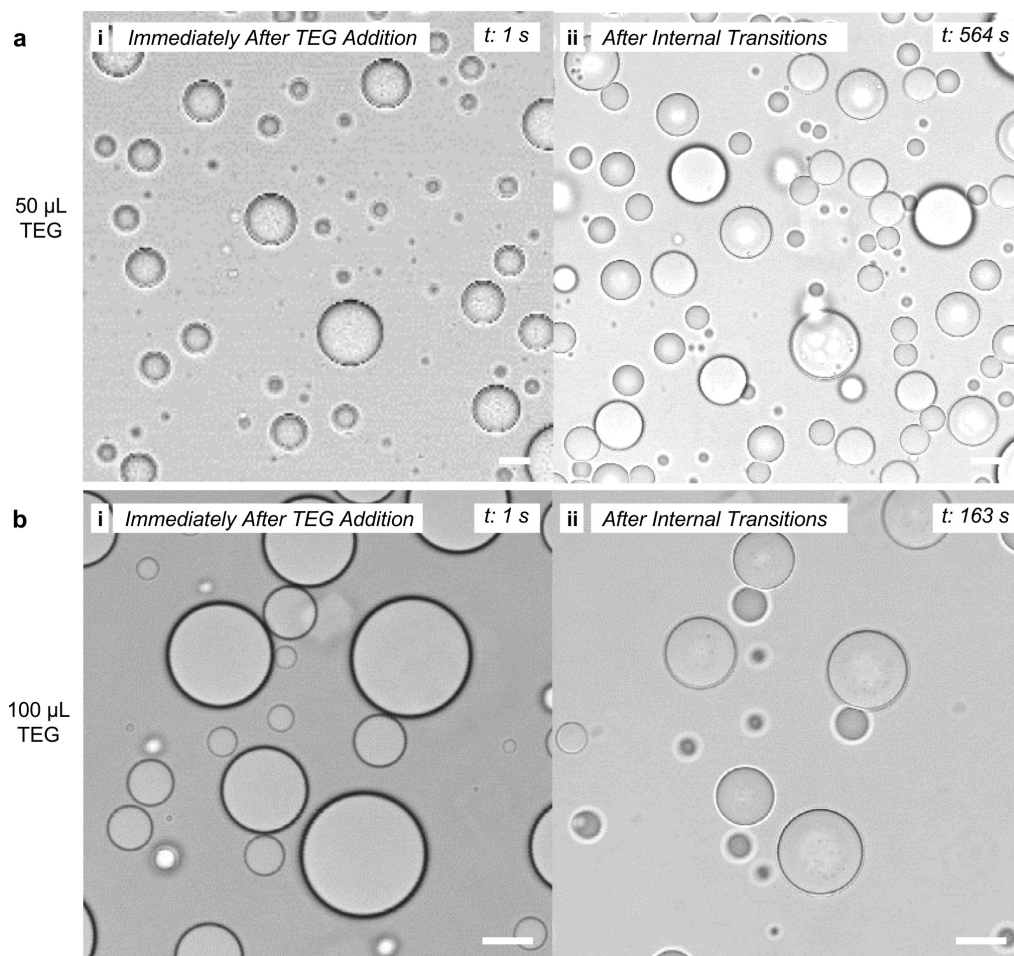 a
i Immediately After TEG Addition t: 1 s
ii After Internal Transitions t: 564 s
50 µL
TEG
b
i Immediately After TEG Addition t: 1 s
ii After Internal Transitions t: 163 s
100 µL
TEG